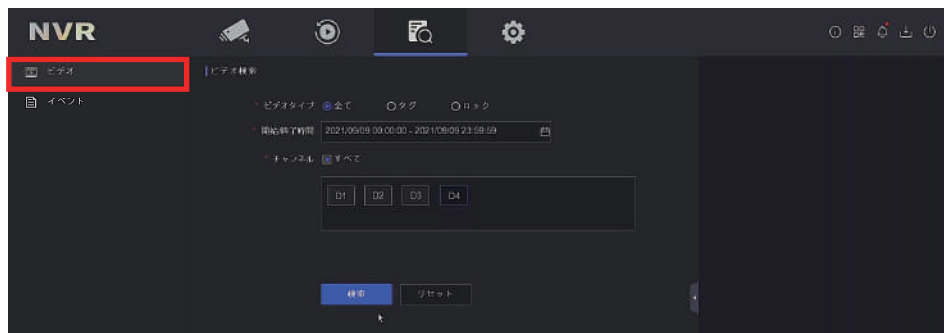 NVR
ビデオ
ビデオ検索
イベント
* ビデオタイプ 全て タグ ロック
* 開始/終了時間 2021/09/09 00:00:00 - 2021/09/09 23:59:59
* チャンネル すべて
D1 D2 D3 D4
検索 リセット